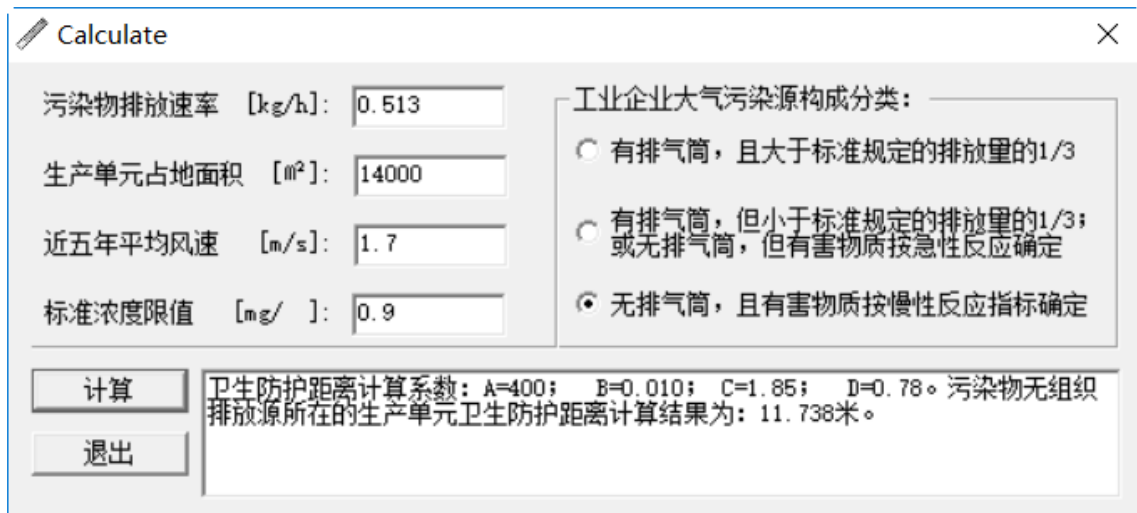 Calculate
污染物排放速率 [kg/h]: 0.513
生产单元占地面积 [m²]: 14000
近五年平均风速 [m/s]: 1.7
标准浓度限值 [mg/ ]: 0.9
工业企业大气污染源构成分类:
有排气筒，且大于标准规定的排放量的1/3
有排气筒，但小于标准规定的排放量的1/3;
或无排气筒，但有害物质按急性反应确定
无排气筒，且有害物质按慢性反应指标确定
计算
退出
卫生防护距离计算系数: A=400; B=0.010; C=1.85; D=0.78。污染物无组织
排放源所在的生产单元卫生防护距离计算结果为: 11.738米。